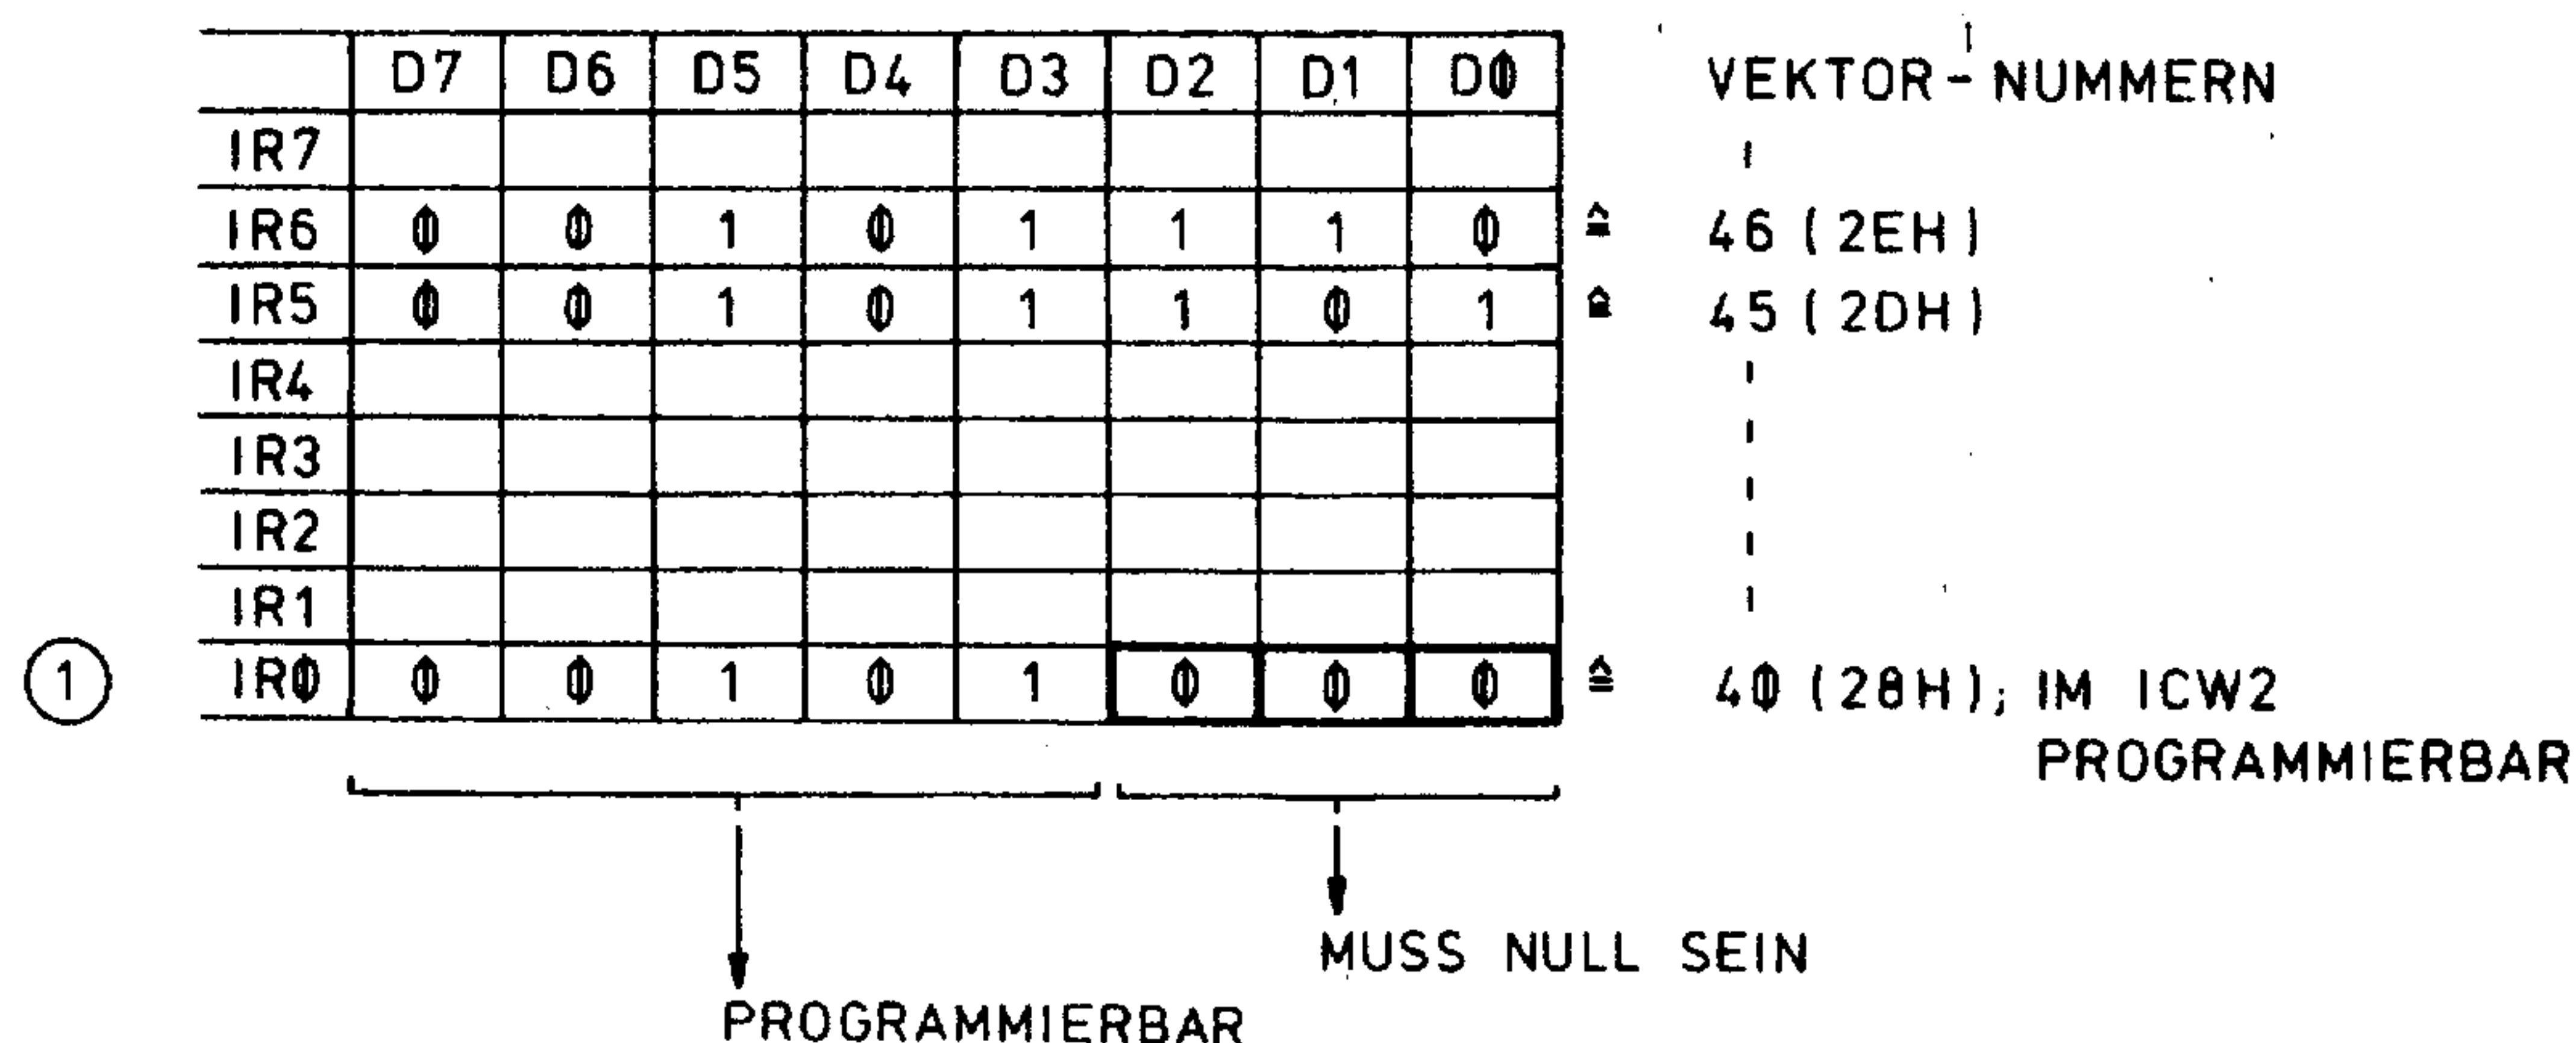 D7 D6 D5 D4 D3 D2 D1 D0 VEKTOR-NUMMERN
IR7
IR6 0 0 1 0 1 1 1 0 ≙ 46 (2EH)
IR5 0 0 1 0 1 1 0 1 ≙ 45 (2DH)
IR4
IR3
IR2
IR1
1 IR0 0 0 1 0 1 0 0 0 ≙ 40 (28H); IM ICW2
PROGRAMMIERBAR
MUSS NULL SEIN
PROGRAMMIERBAR